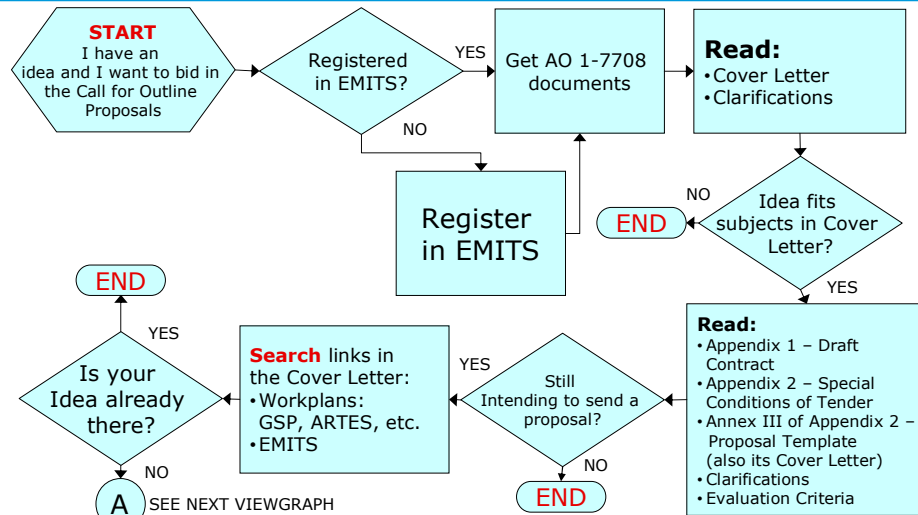 START
I have an
idea and I want to bid in
the Call for Outline
Proposals
Registered
in EMITS?
YES
NO
Get AO 1-7708
documents
Register
in EMITS
Read:
•Cover Letter
•Clarifications
Idea fits
subjects in Cover
Letter?
NO
END
YES
Read:
•Appendix 1 – Draft
Contract
•Appendix 2 – Special
Conditions of Tender
•Annex III of Appendix 2 –
Proposal Template
(also its Cover Letter)
•Clarifications
•Evaluation Criteria
Still
Intending to send a
proposal?
NO
END
YES
Search links in
the Cover Letter:
•Workplans:
GSP, ARTES, etc.
•EMITS
Is your
Idea already
there?
YES
END
NO
A
SEE NEXT VIEWGRAPH